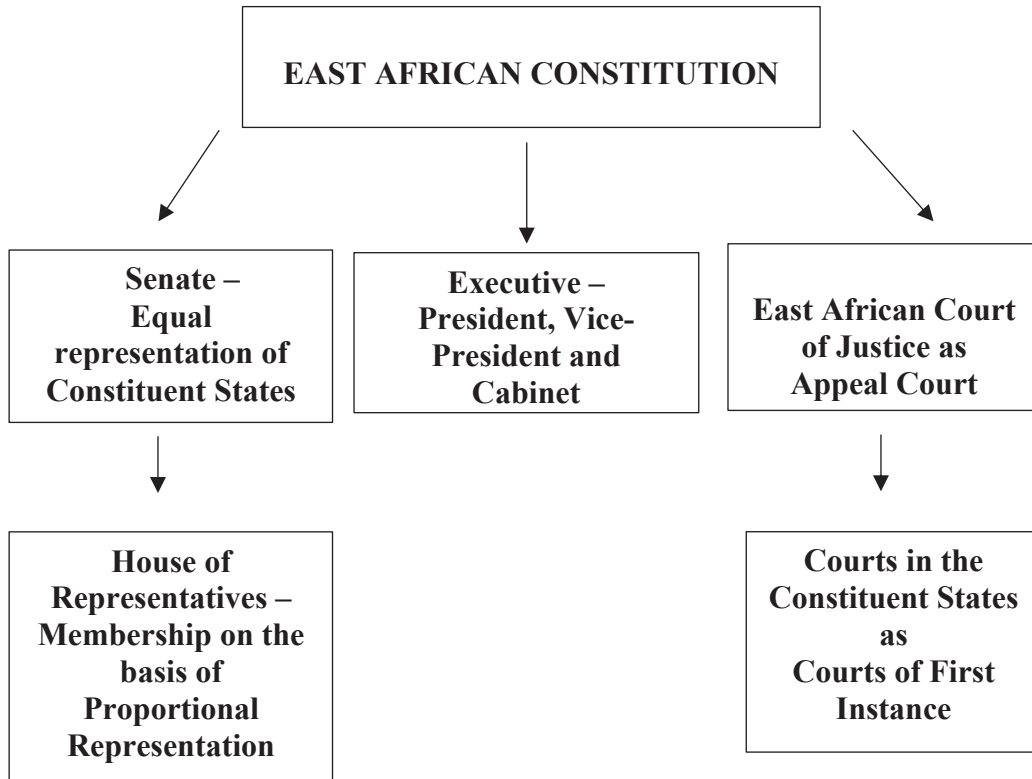 EAST AFRICAN CONSTITUTION
Senate –
Equal
representation of
Constituent States
Executive –
President, Vice-
President and
Cabinet
East African Court
of Justice as
Appeal Court
House of
Representatives –
Membership on the
basis of
Proportional
Representation
Courts in the
Constituent States
as
Courts of First
Instance